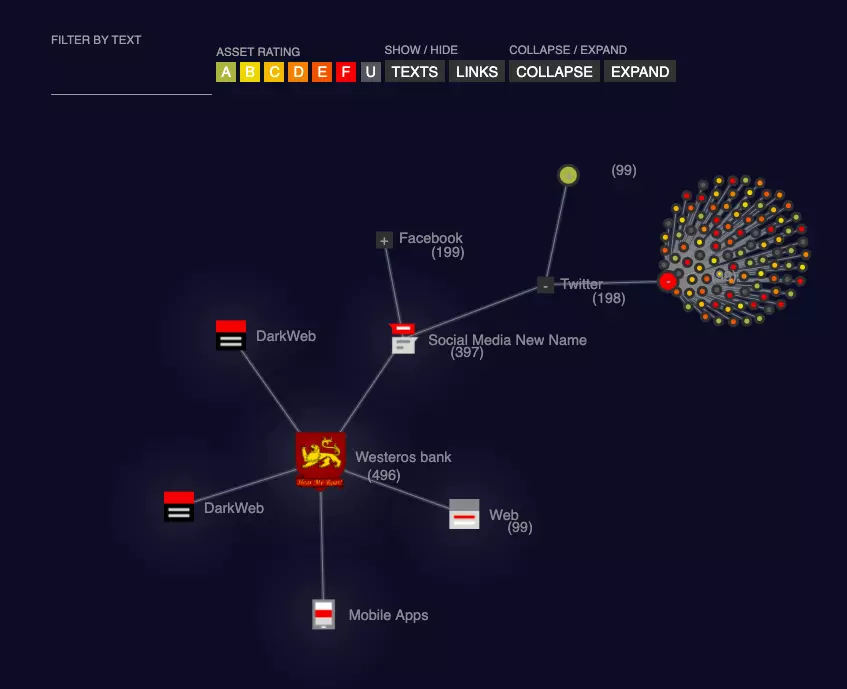 FILTER BY TEXT
ASSET RATING
SHOW / HIDE
COLLAPSE / EXPAND
A B C D E F U TEXTS LINKS COLLAPSE EXPAND
(99)
+ Facebook
(199)
- Twitter
(198)
-
DarkWeb
Social Media New Name
(397)
Westeros bank
(496)
Hear Me Roar!
DarkWeb
Web
(99)
Mobile Apps